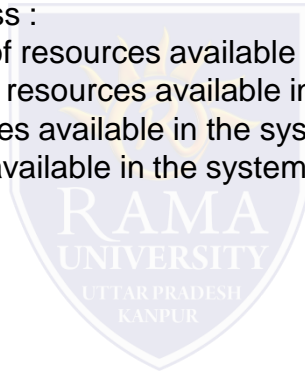 ss :
of resources available
resources available in
es available in the sys
available in the system
RAMA
UNIVERSITY
UTTAR PRADESH
KANPUR